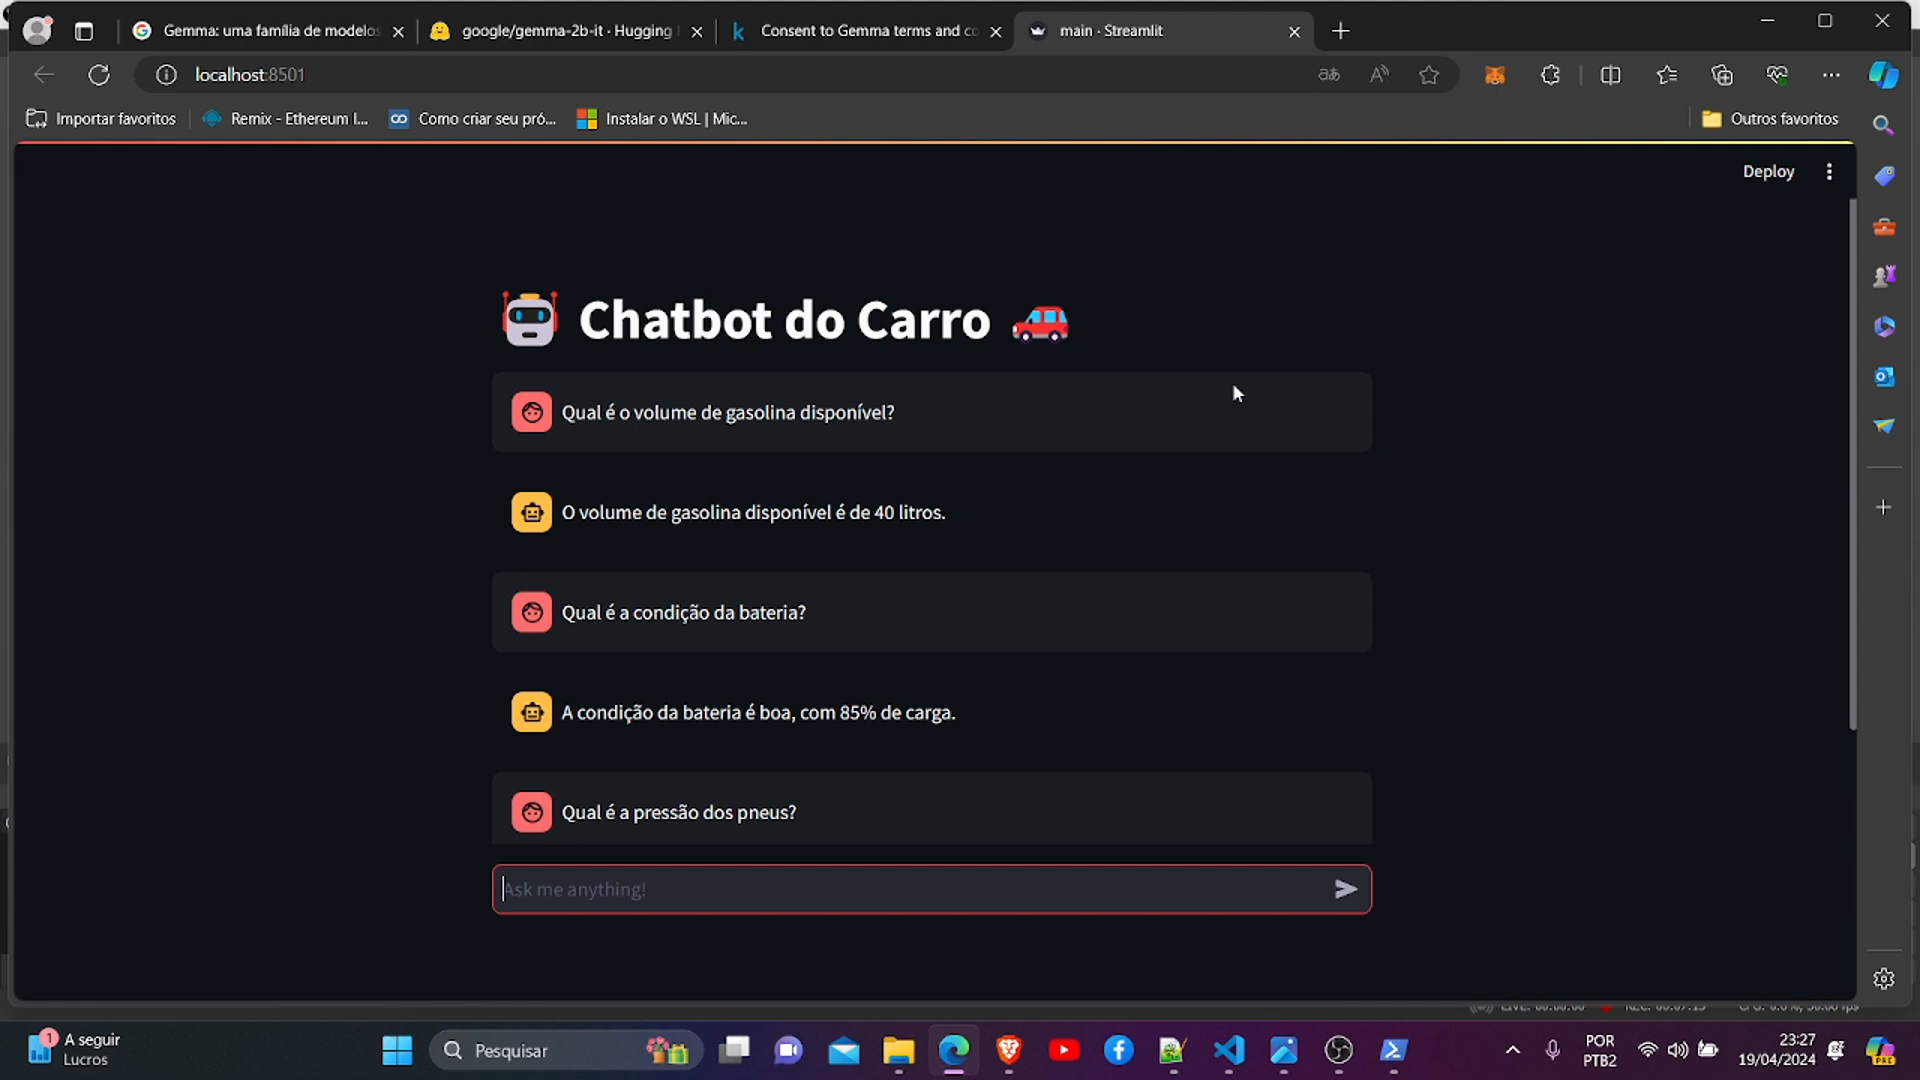 Gemma: uma família de modelos
google/gemma-2b-it · Hugging
Consent to Gemma terms and co
main · Streamlit
localhost:8501
Importar favoritos
Remix - Ethereum I...
Como criar seu pró...
Instalar o WSL | Mic...
Outros favoritos
Deploy
Chatbot do Carro
Qual é o volume de gasolina disponível?
O volume de gasolina disponível é de 40 litros.
Qual é a condição da bateria?
A condição da bateria é boa, com 85% de carga.
Qual é a pressão dos pneus?
Ask me anything!
1
A seguir
Lucros
Pesquisar
POR
PTB2
23:27
19/04/2024
PRE